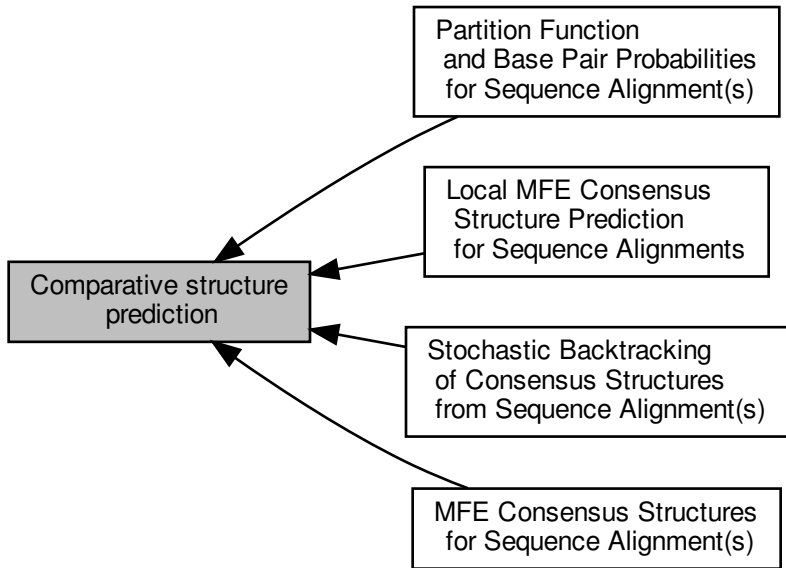 Partition Function
and Base Pair Probabilities
for Sequence Alignment(s)
Local MFE Consensus
Structure Prediction
for Sequence Alignments
Comparative structure
prediction
Stochastic Backtracking
of Consensus Structures
from Sequence Alignment(s)
MFE Consensus Structures
for Sequence Alignment(s)